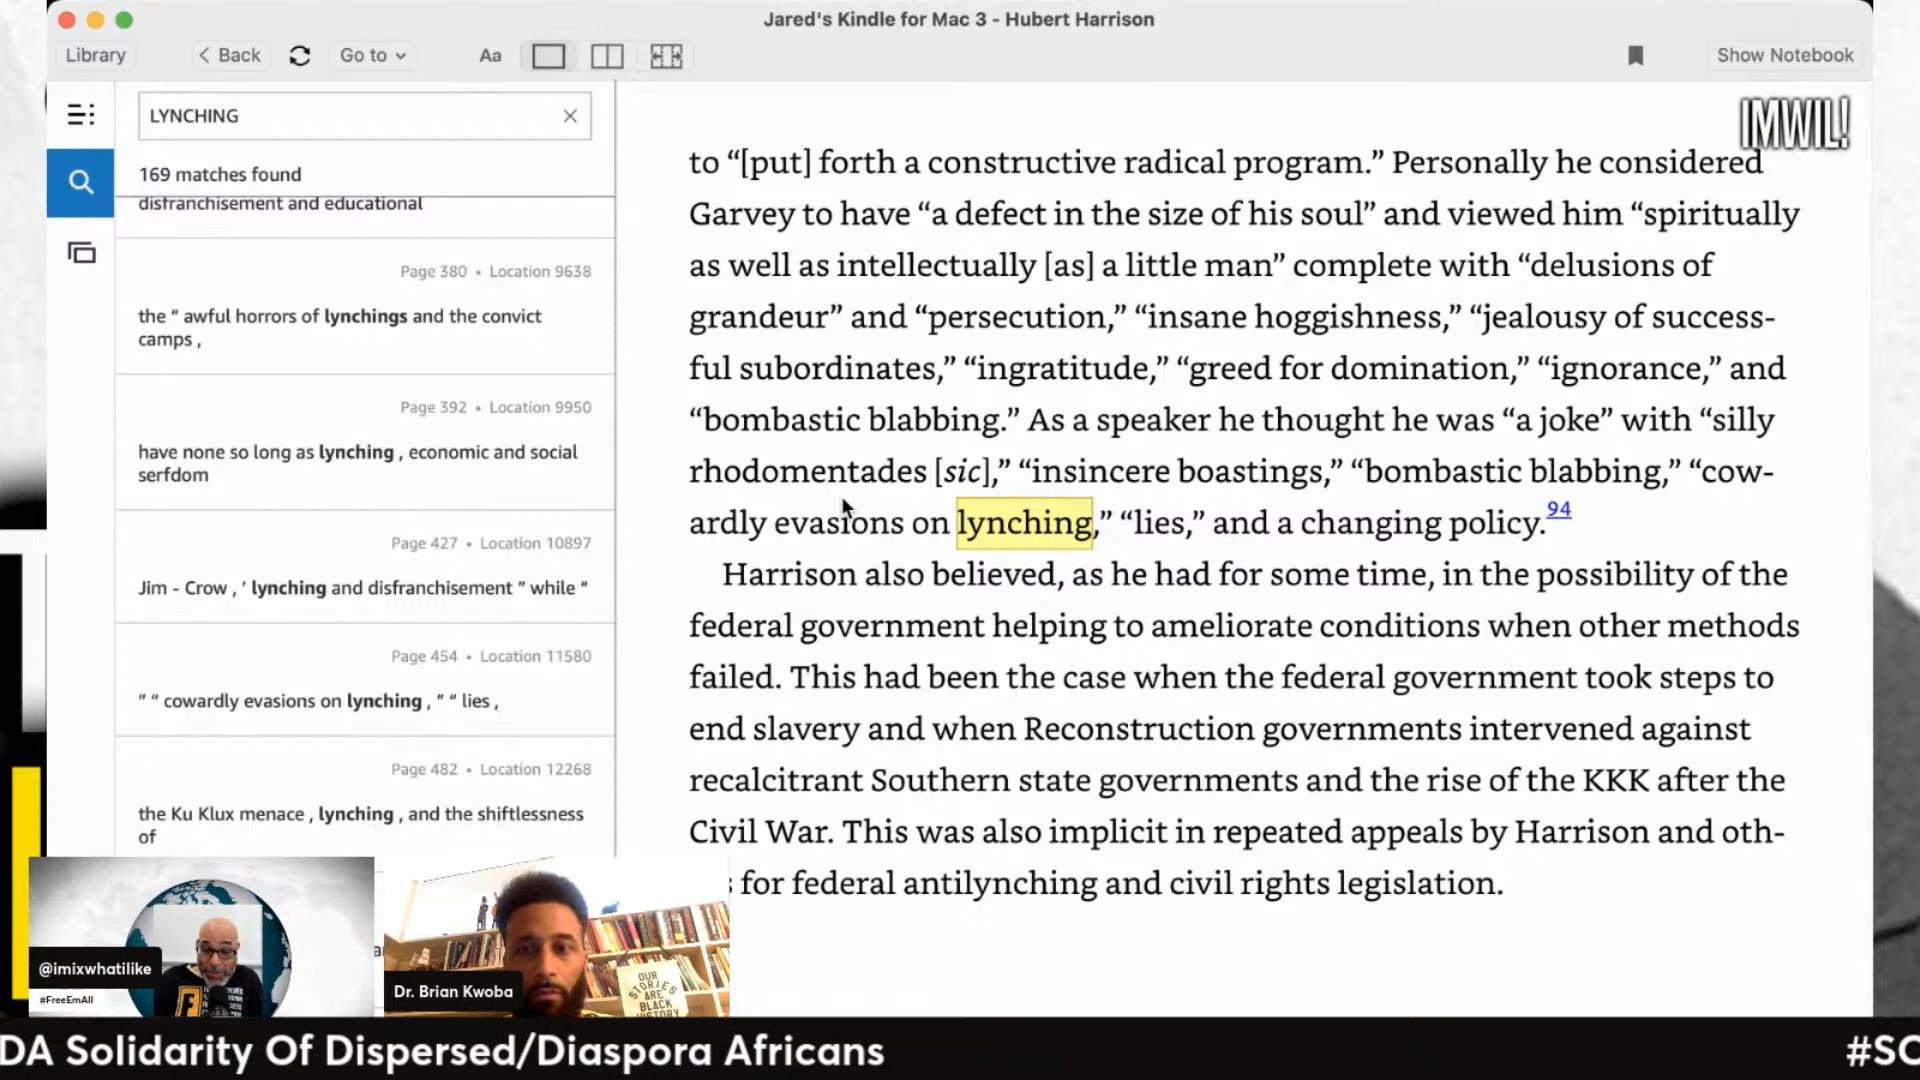 Jared's Kindle for Mac 3 - Hubert Harrison
Library
Back
Go to
Aa
Show Notebook
LYNCHING
169 matches found
disfranchisement and educational
Page 380 • Location 9638
the “ awful horrors of lynchings and the convict
camps ,
Page 392 • Location 9950
have none so long as lynching , economic and social
serfdom
Page 427 • Location 10897
Jim - Crow , ’ lynching and disfranchisement ” while “
Page 454 • Location 11580
” “ cowardly evasions on lynching , ” “ lies ,
Page 482 • Location 12268
the Ku Klux menace , lynching , and the shiftlessness
of
IMWIL!
to “[put] forth a constructive radical program.” Personally he considered
Garvey to have “a defect in the size of his soul” and viewed him “spiritually
as well as intellectually [as] a little man” complete with “delusions of
grandeur” and “persecution,” “insane hoggishness,” “jealousy of success-
ful subordinates,” “ingratitude,” “greed for domination,” “ignorance,” and
“bombastic blabbing.” As a speaker he thought he was “a joke” with “silly
rhodomentades [sic],” “insincere boastings,” “bombastic blabbing,” “cow-
ardly evasions on lynching,” “lies,” and a changing policy.94
Harrison also believed, as he had for some time, in the possibility of the
federal government helping to ameliorate conditions when other methods
failed. This had been the case when the federal government took steps to
end slavery and when Reconstruction governments intervened against
recalcitrant Southern state governments and the rise of the KKK after the
Civil War. This was also implicit in repeated appeals by Harrison and oth-
for federal antilynching and civil rights legislation.
@imixwhatilike
#FreeEmAll
Dr. Brian Kwoba
OUR
STORIES
ARE
BLACK
HISTORY
DA Solidarity Of Dispersed/Diaspora Africans
#SO